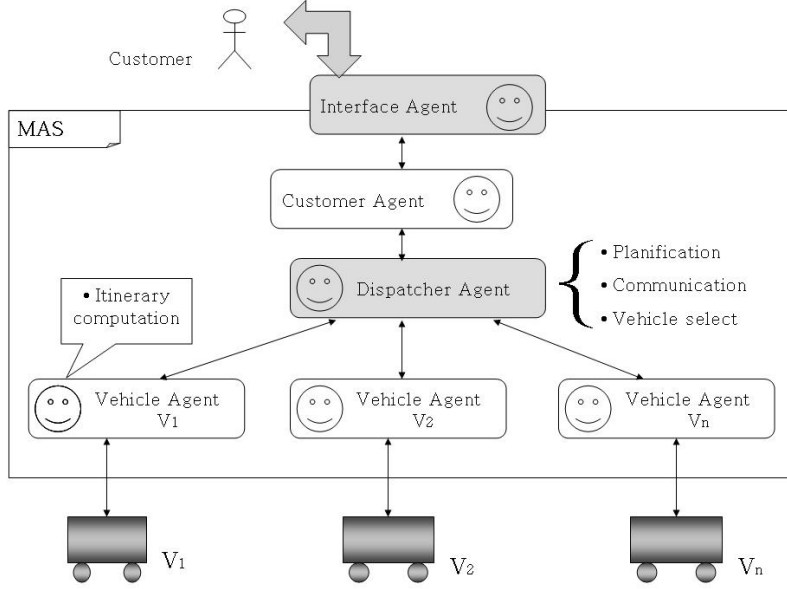 Customer
Interface Agent
MAS
Customer Agent
• Planification
• Itinerary
computation
Dispatcher Agent
• Communication
• Vehicle select
Vehicle Agent
V1
Vehicle Agent
V2
Vehicle Agent
Vn
V1
V2
Vn